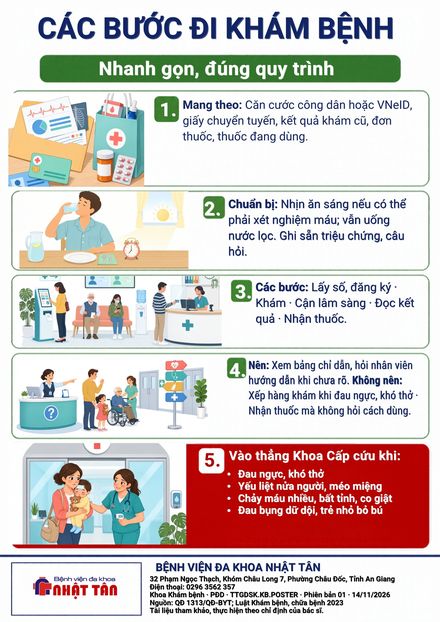 CÁC BƯỚC ĐI KHÁM BỆNH
Nhanh gọn, đúng quy trình
1. Mang theo: Căn cước công dân hoặc VNeID,
giấy chuyển tuyến, kết quả khám cũ, đơn
thuốc, thuốc đang dùng.
2. Chuẩn bị: Nhịn ăn sáng nếu có thể
phải xét nghiệm máu; vẫn uống
nước lọc. Ghi sẵn triệu chứng, câu
hỏi.
3. Các bước: Lấy số, đăng ký ·
Khám · Cận lâm sàng · Đọc kết
quả · Nhận thuốc.
4. Nên: Xem bảng chỉ dẫn, hỏi nhân viên
hướng dẫn khi chưa rõ. Không nên:
Xếp hàng khám khi đau ngực, khó thở ·
Nhận thuốc mà không hỏi cách dùng.
?
5. Vào thẳng Khoa Cấp cứu khi:
• Đau ngực, khó thở
• Yếu liệt nửa người, méo miệng
• Chảy máu nhiều, bất tỉnh, co giật
• Đau bụng dữ dội, trẻ nhỏ bỏ bú
Bệnh viện đa khoa
NHẬT TÂN
BỆNH VIỆN ĐA KHOA NHẬT TÂN
32 Phạm Ngọc Thạch, Khóm Châu Long 7, Phường Châu Đốc, Tỉnh An Giang
Điện thoại: 0296 3562 357
Khoa Khám bệnh · PĐD · TTGDSK.KB.POSTER · Phiên bản 01 · 14/11/2026
Nguồn: QĐ 1313/QĐ-BYT; Luật Khám bệnh, chữa bệnh 2023
Tài liệu tham khảo, thực hiện theo chỉ định của bác sĩ.